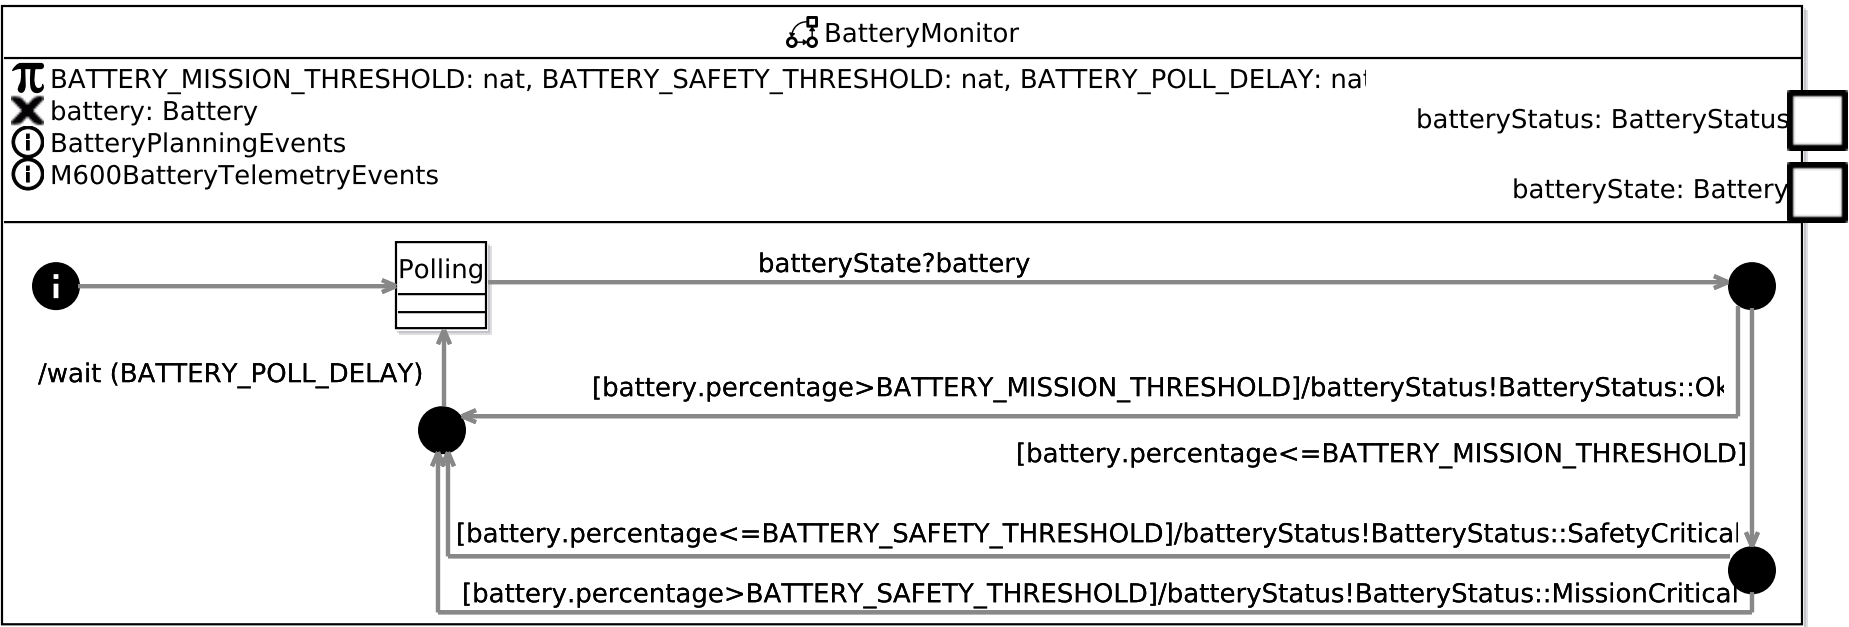 BatteryMonitor
BATTERY_MISSION_THRESHOLD: nat, BATTERY_SAFETY_THRESHOLD: nat, BATTERY_POLL_DELAY: nat
battery: Battery
BatteryPlanningEvents
M600BatteryTelemetryEvents
batteryStatus: BatteryStatus
batteryState: Battery
i
Polling
batteryState?battery
/wait (BATTERY_POLL_DELAY)
[battery.percentage>BATTERY_MISSION_THRESHOLD]/batteryStatus!BatteryStatus::Ok
[battery.percentage<=BATTERY_MISSION_THRESHOLD]
[battery.percentage<=BATTERY_SAFETY_THRESHOLD]/batteryStatus!BatteryStatus::SafetyCritical
[battery.percentage>BATTERY_SAFETY_THRESHOLD]/batteryStatus!BatteryStatus::MissionCritical